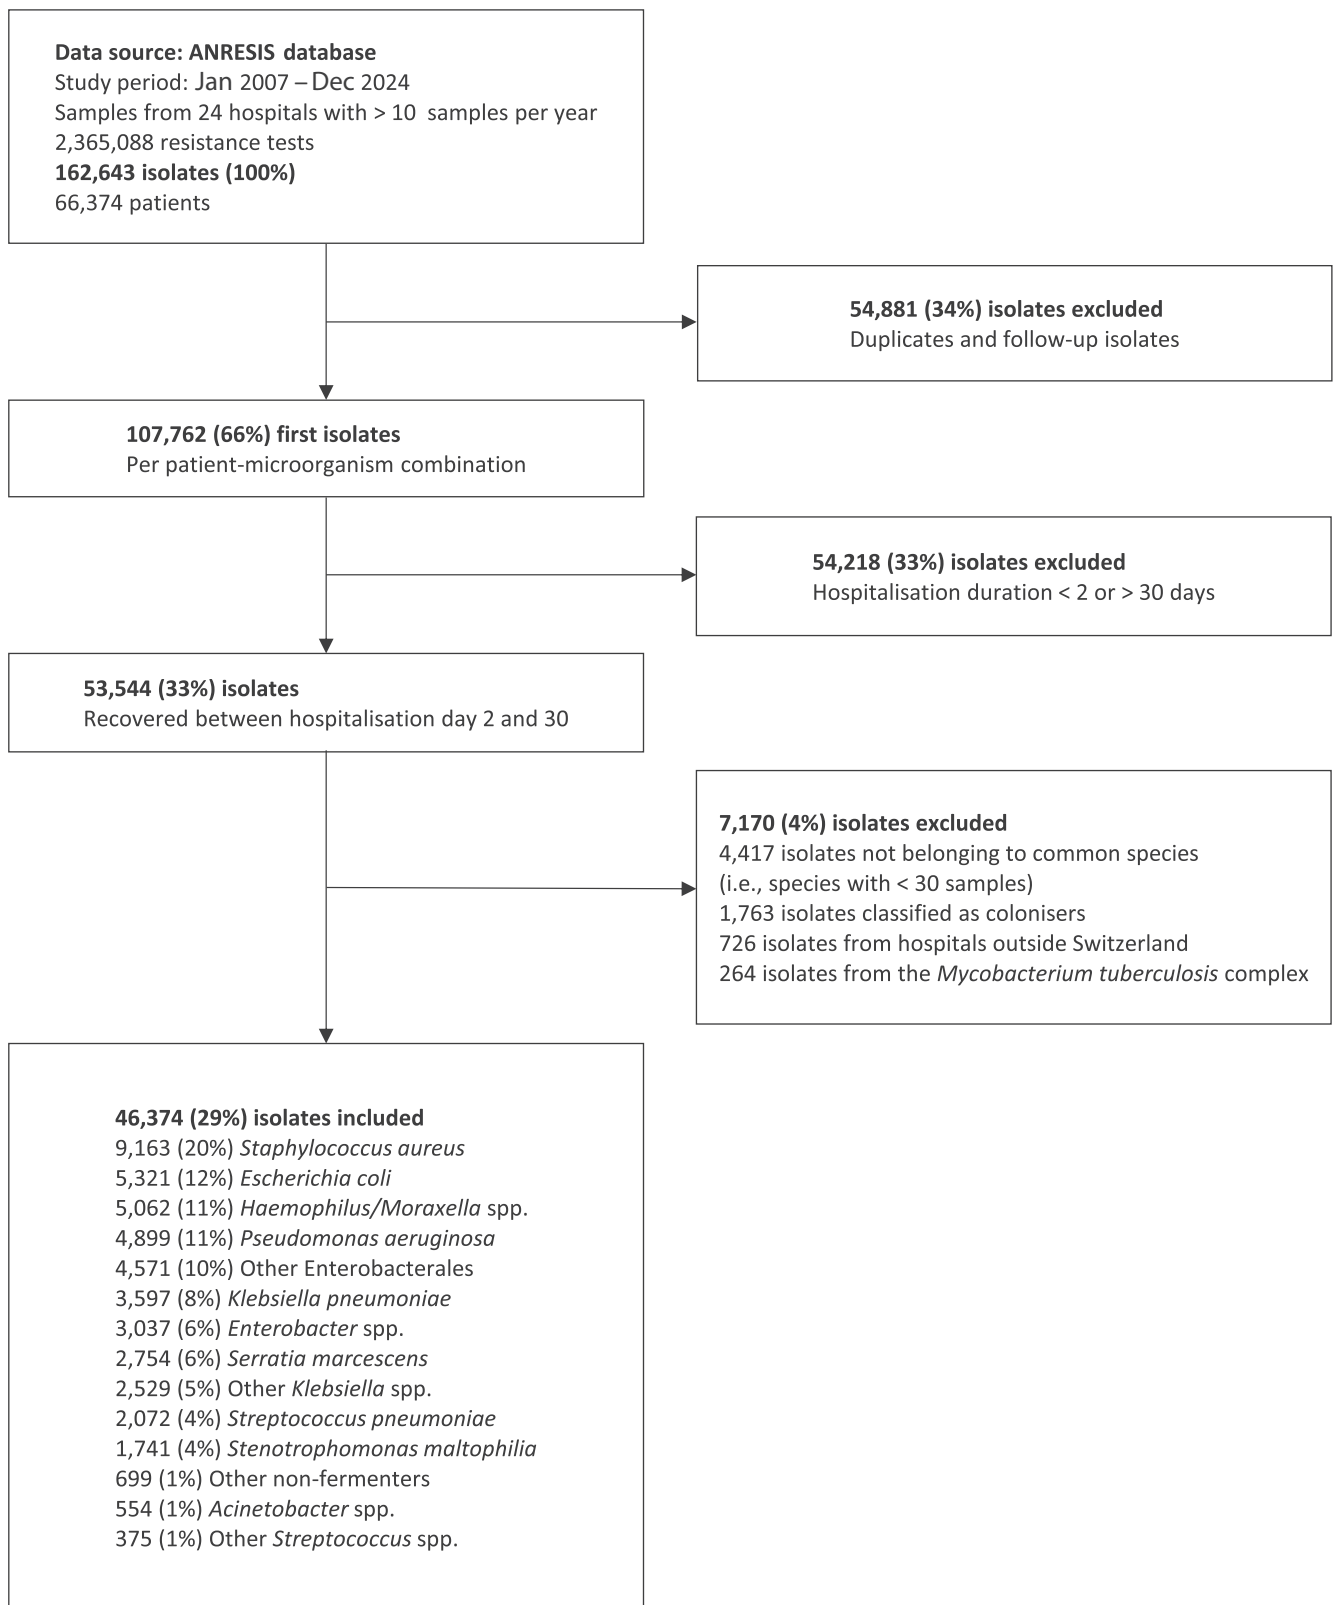 Data source: ANRESIS database
Study period: Jan 2007 – Dec 2024
Samples from 24 hospitals with > 10 samples per year
2,365,088 resistance tests
162,643 isolates (100%)
66,374 patients
54,881 (34%) isolates excluded
Duplicates and follow-up isolates
107,762 (66%) first isolates
Per patient-microorganism combination
54,218 (33%) isolates excluded
Hospitalisation duration < 2 or > 30 days
53,544 (33%) isolates
Recovered between hospitalisation day 2 and 30
7,170 (4%) isolates excluded
4,417 isolates not belonging to common species
(i.e., species with < 30 samples)
1,763 isolates classified as colonisers
726 isolates from hospitals outside Switzerland
264 isolates from the Mycobacterium tuberculosis complex
46,374 (29%) isolates included
9,163 (20%) Staphylococcus aureus
5,321 (12%) Escherichia coli
5,062 (11%) Haemophilus/Moraxella spp.
4,899 (11%) Pseudomonas aeruginosa
4,571 (10%) Other Enterobacterales
3,597 (8%) Klebsiella pneumoniae
3,037 (6%) Enterobacter spp.
2,754 (6%) Serratia marcescens
2,529 (5%) Other Klebsiella spp.
2,072 (4%) Streptococcus pneumoniae
1,741 (4%) Stenotrophomonas maltophilia
699 (1%) Other non-fermenters
554 (1%) Acinetobacter spp.
375 (1%) Other Streptococcus spp.